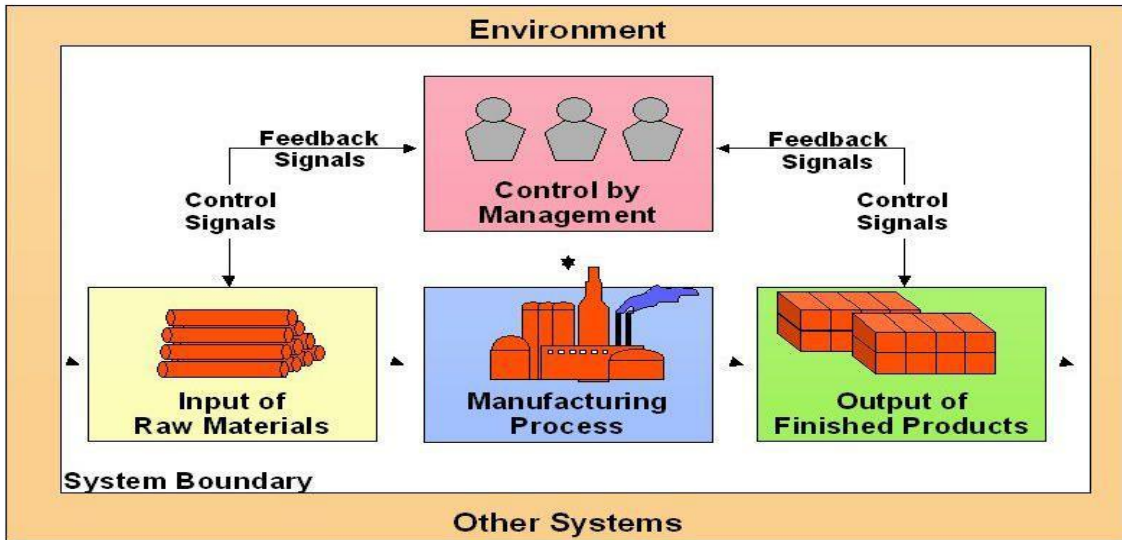 Environment
Feedback
Signals
Feedback
Signals
Control
Signals
Control by
Management
Control
Signals
Input of
Raw Materials
Manufacturing
Process
Output of
Finished Products
System Boundary
Other Systems